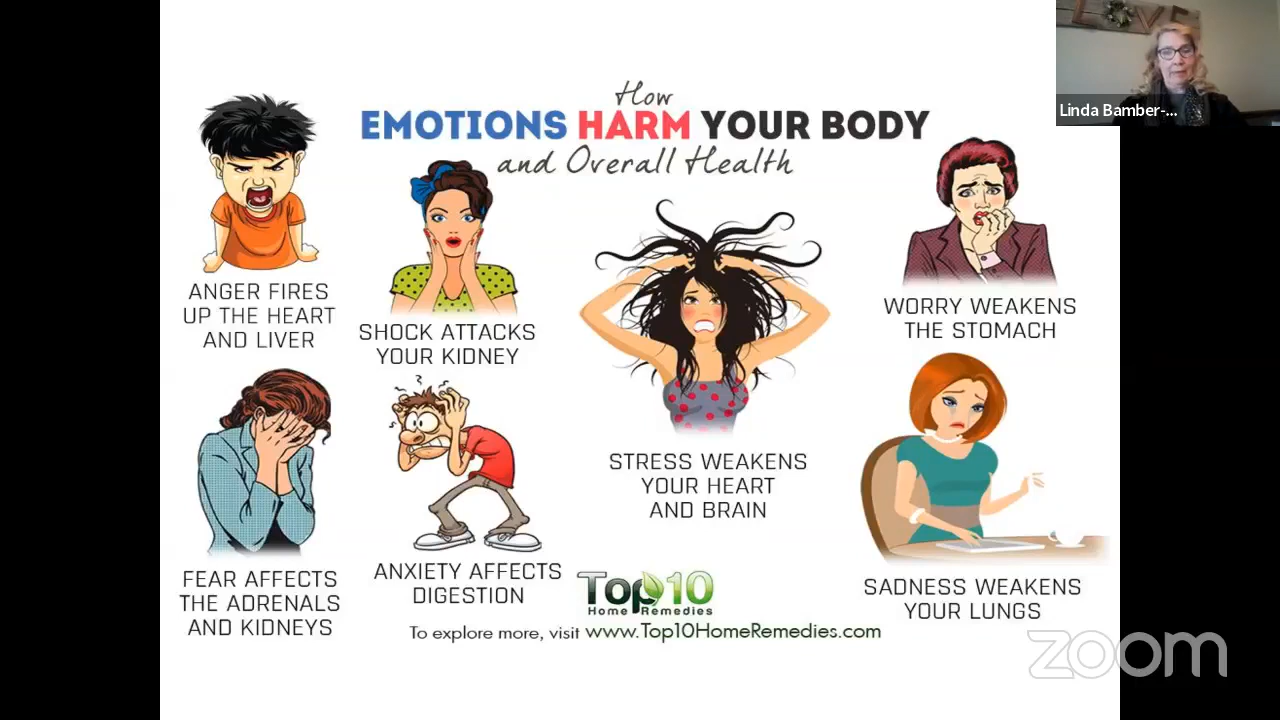 LOVE
Linda Bamber-...
How
EMOTIONS HARM YOUR BODY
and Overall Health
ANGER FIRES
UP THE HEART
AND LIVER
SHOCK ATTACKS
YOUR KIDNEY
STRESS WEAKENS
YOUR HEART
AND BRAIN
WORRY WEAKENS
THE STOMACH
FEAR AFFECTS
THE ADRENALS
AND KIDNEYS
ANXIETY AFFECTS
DIGESTION
SADNESS WEAKENS
YOUR LUNGS
Top10
Home Remedies
To explore more, visit www.Top10HomeRemedies.com
zoom